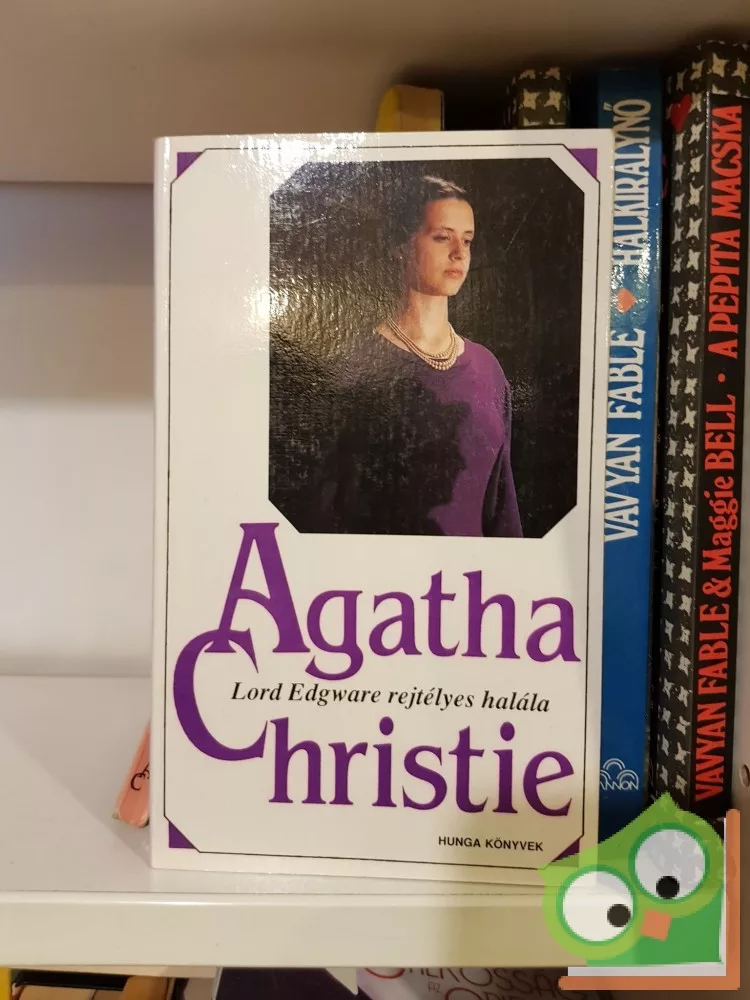 Agatha
Lord Edgware rejtélyes halála
Christie
HUNGA KÖNYVEK
VAVYAN FABLE HALKIRÁLYNŐ
VAVYAN FABLE & Maggie BELL • A PEPITA MACSKA